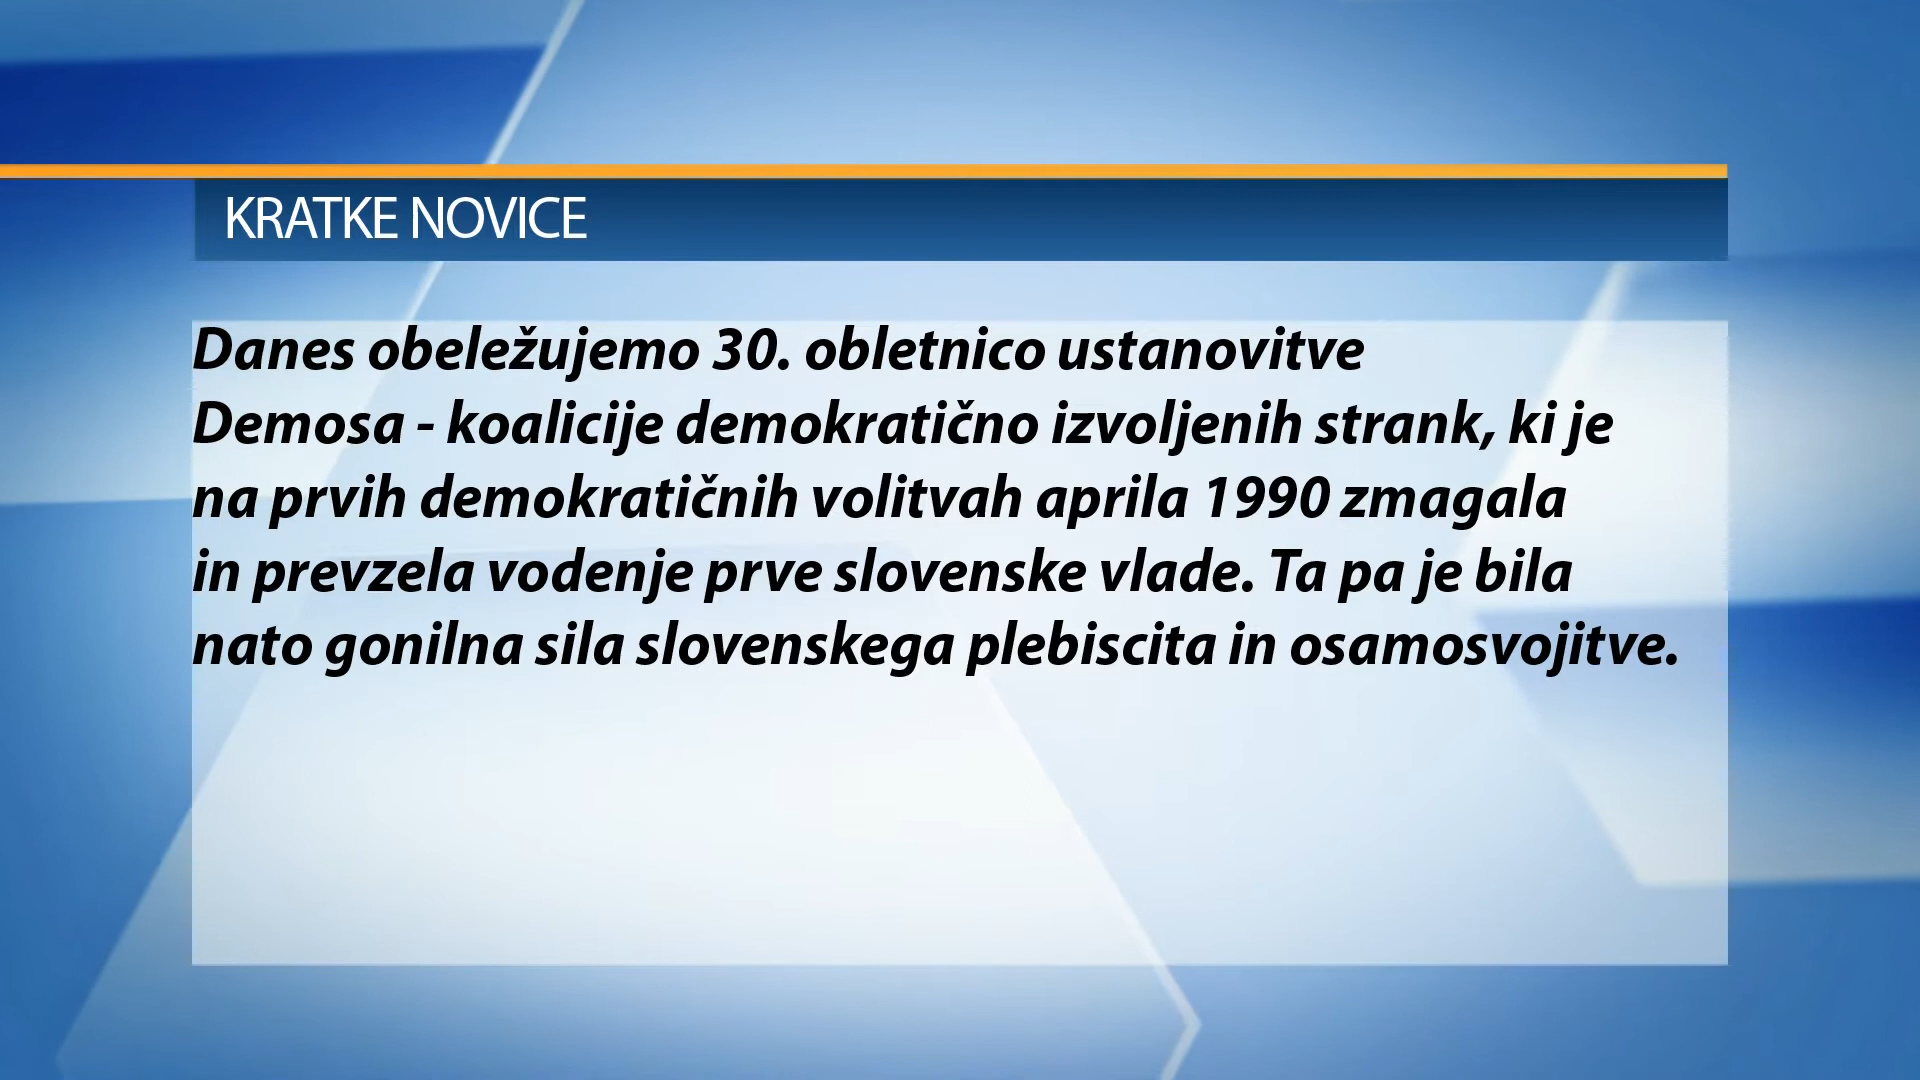 KRATKE NOVICE
Danes obeležujemo 30. obletnico ustanovitve
Demosa - koalicije demokratično izvoljenih strank, ki je
na prvih demokratičnih volitvah aprila 1990 zmagala
in prevzela vodenje prve slovenske vlade. Ta pa je bila
nato gonilna sila slovenskega plebiscita in osamosvojitve.